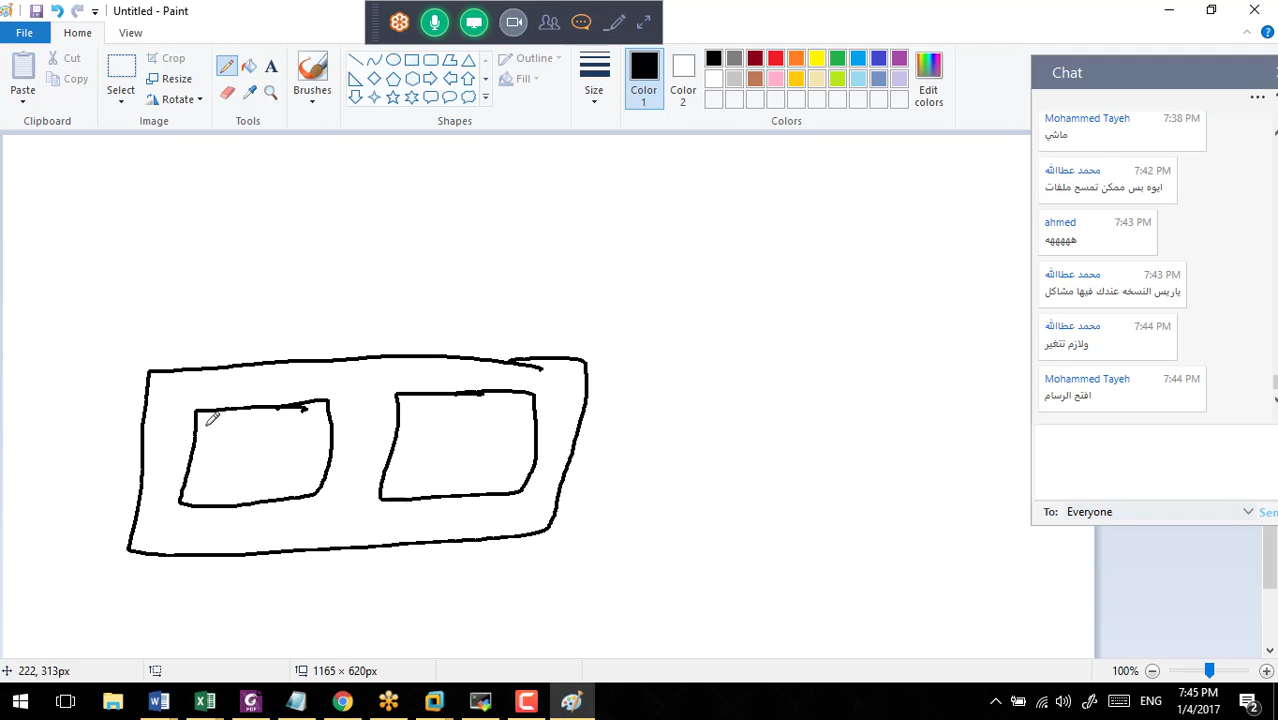 Untitled - Paint
File
Home
View
Paste
Cut
Copy
Clipboard
Select
Crop
Resize
Rotate
Image
A
Tools
Brushes
Outline
Fill
Shapes
Size
Color
1
Color
2
Edit
colors
Colors
Chat
Mohammed Tayeh 7:38 PM
ماشي
محمد عطاالله 7:42 PM
ايوه بس ممكن تمسح ملفات
ahmed 7:43 PM
هههههه
محمد عطاالله 7:43 PM
ياريس النسخه عندك فيها مشاكل
محمد عطاالله 7:44 PM
ولازم تتغير
Mohammed Tayeh 7:44 PM
افتح الرسام
To: Everyone
222, 313px
1165 × 620px
100%
ENG
7:45 PM
1/4/2017
2